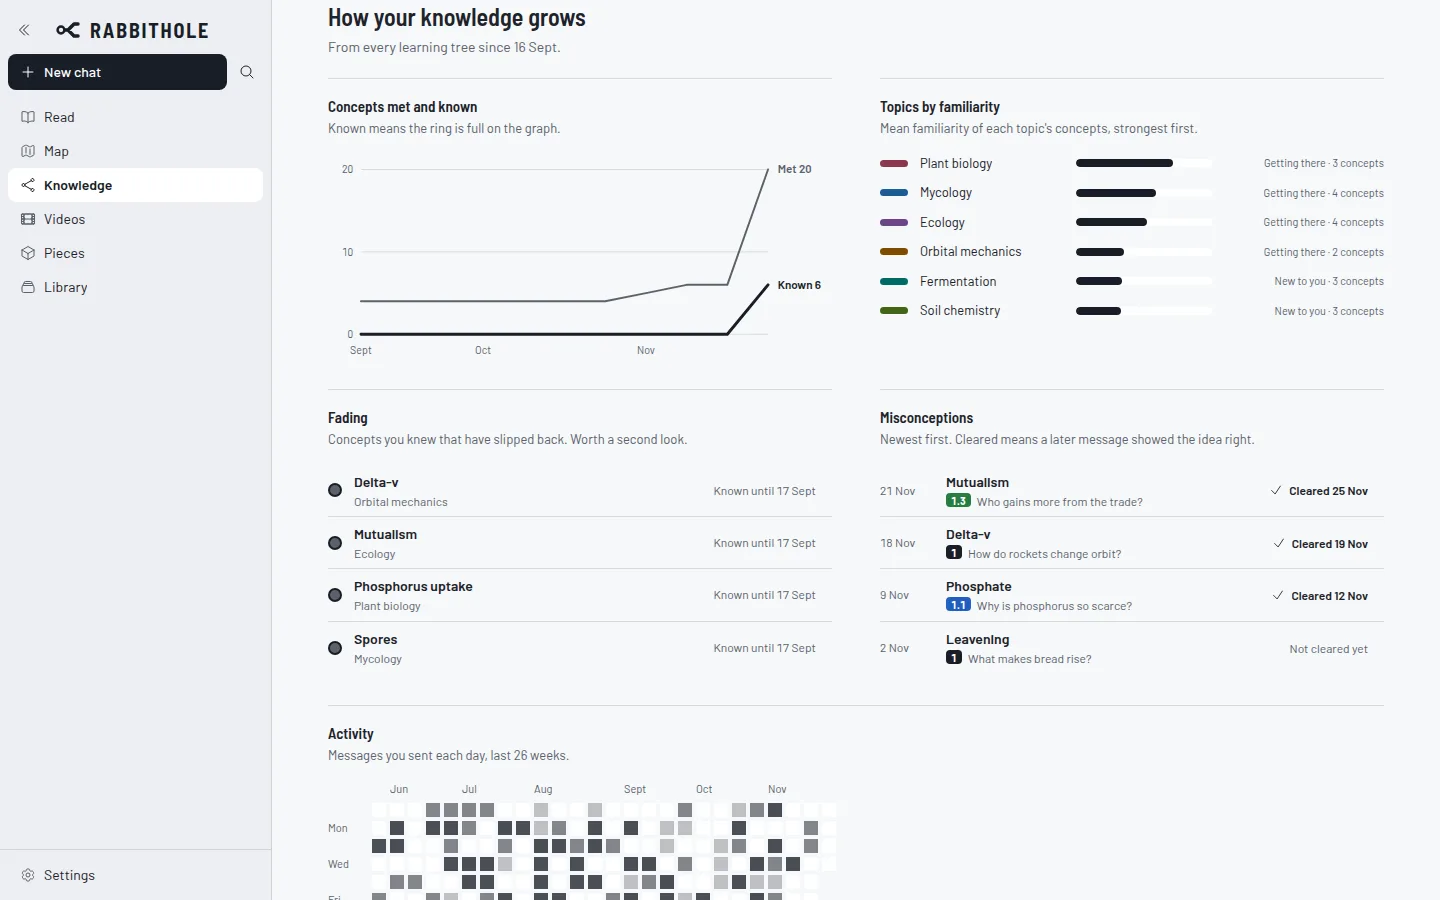 RABBITHOLE
New chat
Read
Map
Knowledge
Videos
Pieces
Library
Settings
How your knowledge grows
From every learning tree since 16 Sept.
Concepts met and known
Known means the ring is full on the graph.
20
10
0
Met 20
Known 6
Sept Oct Nov
Topics by familiarity
Mean familiarity of each topic's concepts, strongest first.
Plant biology Getting there · 3 concepts
Mycology Getting there · 4 concepts
Ecology Getting there · 4 concepts
Orbital mechanics Getting there · 2 concepts
Fermentation New to you · 3 concepts
Soil chemistry New to you · 3 concepts
Fading
Concepts you knew that have slipped back. Worth a second look.
Delta-v
Orbital mechanics
Known until 17 Sept
Mutualism
Ecology
Known until 17 Sept
Phosphorus uptake
Plant biology
Known until 17 Sept
Spores
Mycology
Known until 17 Sept
Misconceptions
Newest first. Cleared means a later message showed the idea right.
21 Nov
Mutualism
1.3 Who gains more from the trade?
Cleared 25 Nov
18 Nov
Delta-v
1 How do rockets change orbit?
Cleared 19 Nov
9 Nov
Phosphate
1.1 Why is phosphorus so scarce?
Cleared 12 Nov
2 Nov
Leavening
1 What makes bread rise?
Not cleared yet
Activity
Messages you sent each day, last 26 weeks.
Jun Jul Aug Sept Oct Nov
Mon
Wed
Fri